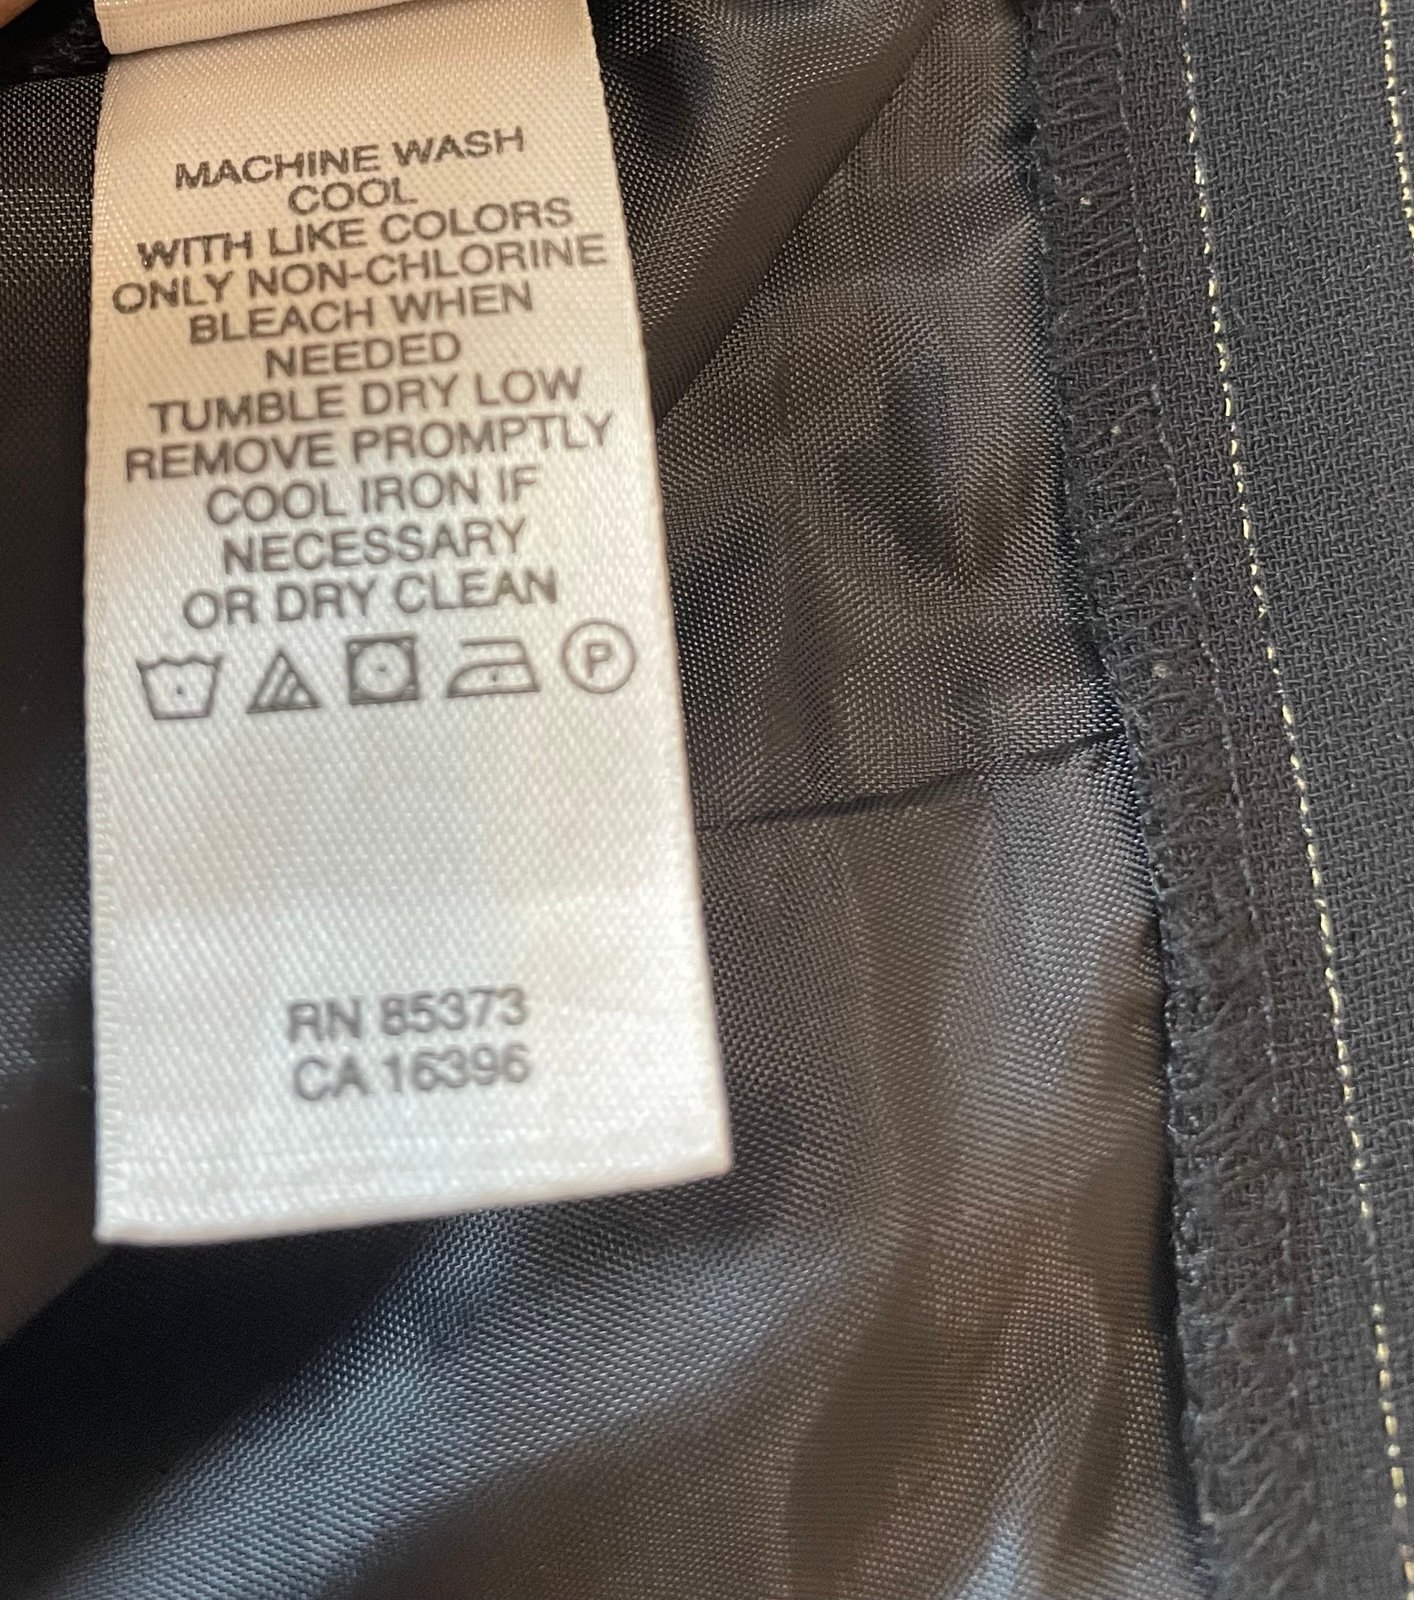 MACHINE WASH
COOL
WITH LIKE COLORS
ONLY NON-CHLORINE
BLEACH WHEN
NEEDED
TUMBLE DRY LOW
REMOVE PROMPTLY
COOL IRON IF
NECESSARY
OR DRY CLEAN
P
RN 85373
CA 16396